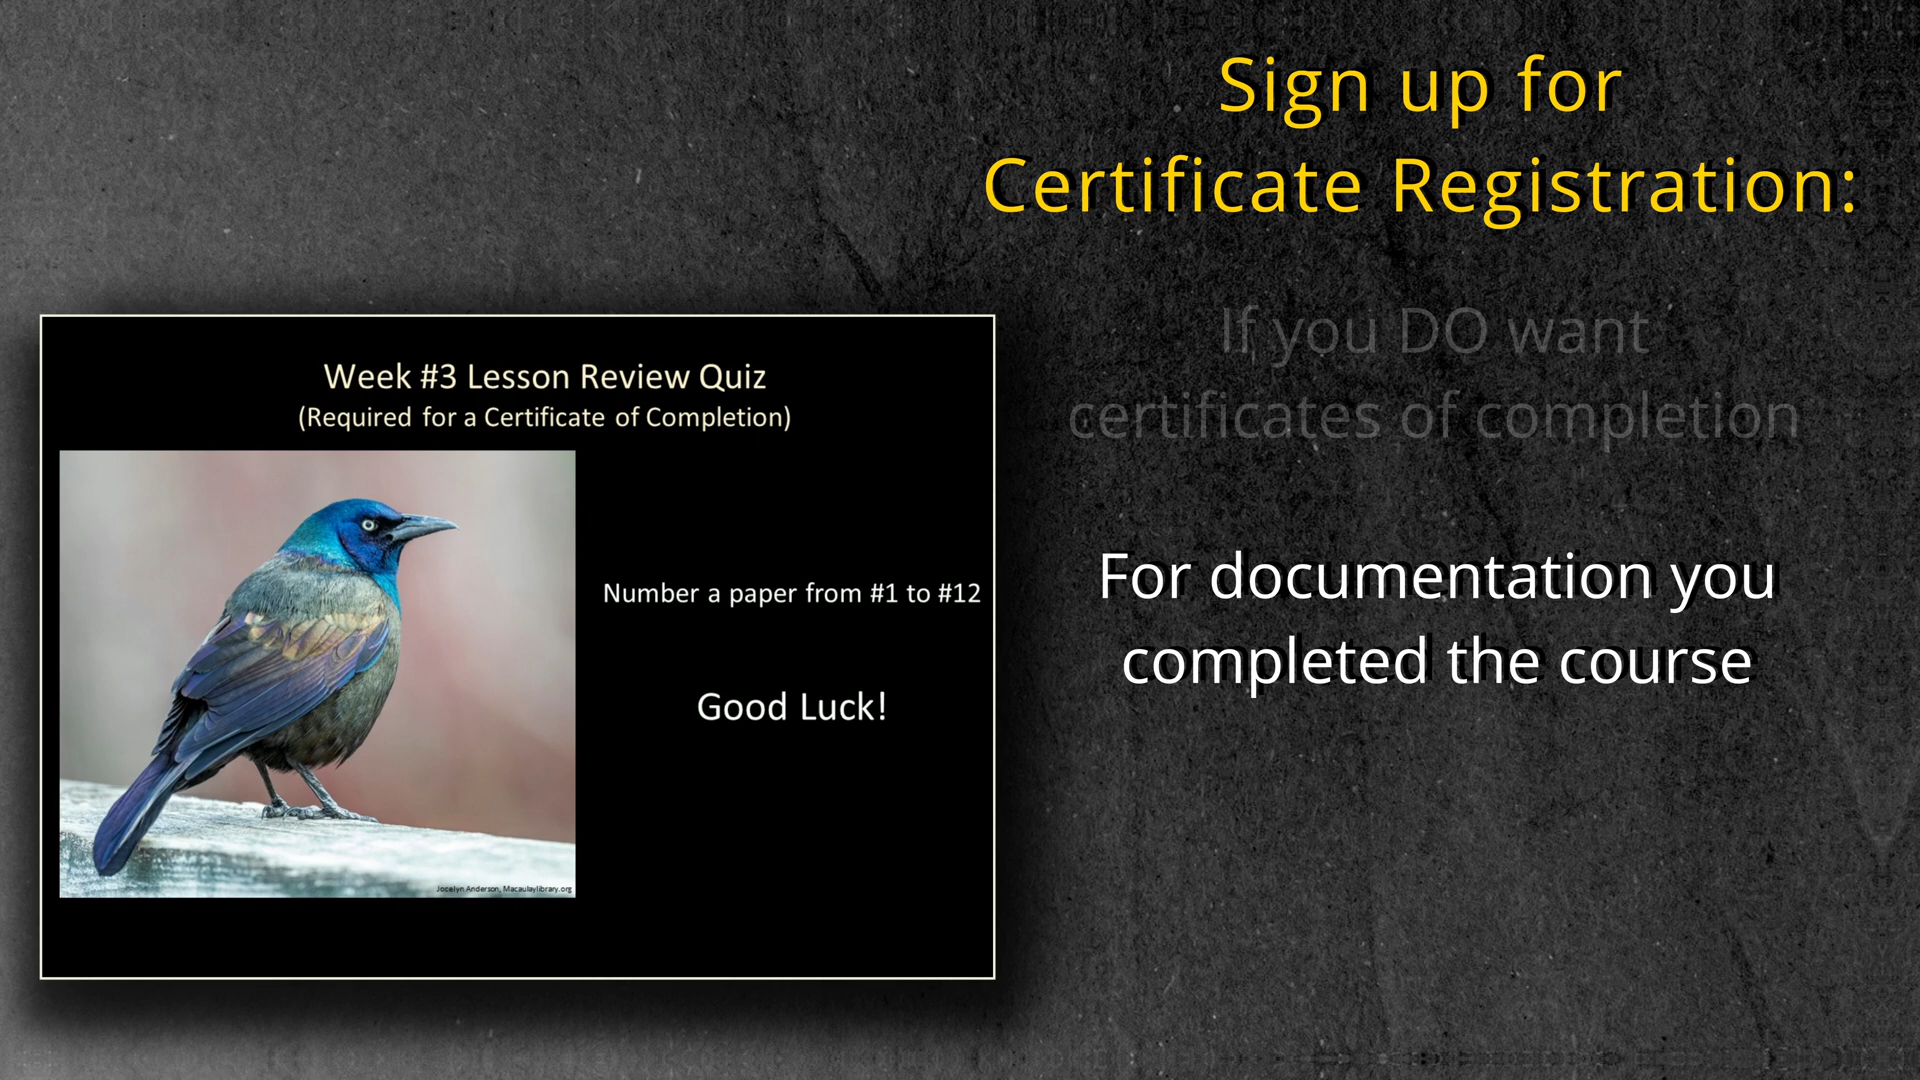 Sign up for
Certificate Registration:
If you DO want
certificates of completion
For documentation you
completed the course
Week #3 Lesson Review Quiz
(Required for a Certificate of Completion)
Number a paper from #1 to #12
Good Luck!
Jocelyn Anderson, Macaulaylibrary.org